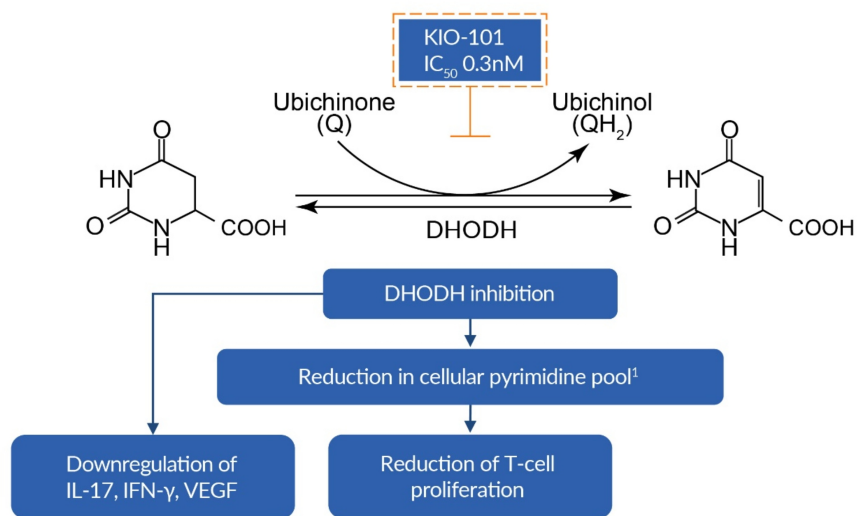 KIO-101
IC₅₀ 0.3nM
Ubichinone
(Q)
Ubichinol
(QH₂)
O
HN
O
N
H
COOH
DHODH
O
HN
O
N
H
COOH
DHODH inhibition
Reduction in cellular pyrimidine pool¹
Downregulation of
IL-17, IFN-γ, VEGF
Reduction of T-cell
proliferation